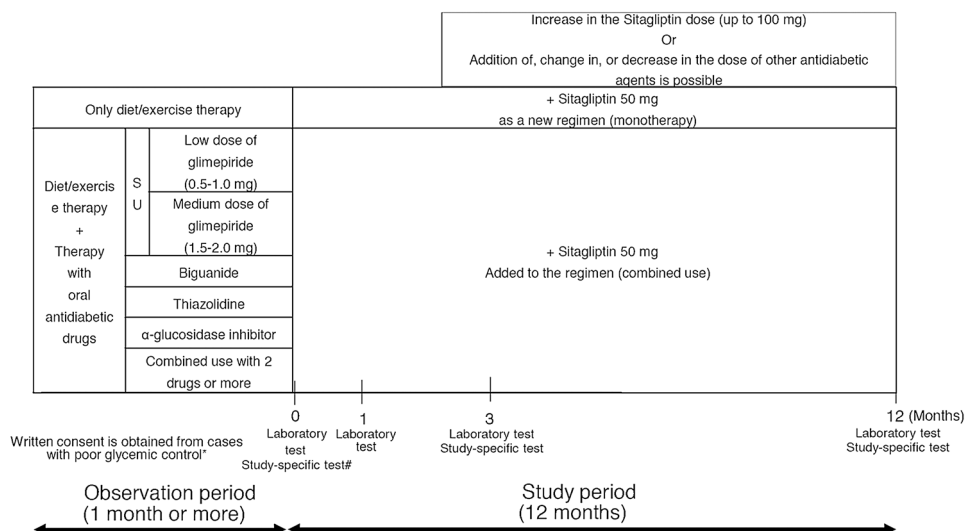 Increase in the Sitagliptin dose (up to 100 mg)
Or
Addition of, change in, or decrease in the dose of other antidiabetic
agents is possible
Only diet/exercise therapy
+ Sitagliptin 50 mg
as a new regimen (monotherapy)
Diet/exercis
e therapy
+
Therapy
with
oral
antidiabetic
drugs
S
U
Low dose of
glimepiride
(0.5-1.0 mg)
Medium dose of
glimepiride
(1.5-2.0 mg)
Biguanide
Thiazolidine
α-glucosidase inhibitor
Combined use with 2
drugs or more
+ Sitagliptin 50 mg
Added to the regimen (combined use)
0
Laboratory
test
Study-specific test#
1
Laboratory
test
3
Laboratory test
Study-specific test
12 (Months)
Laboratory test
Study-specific test
Written consent is obtained from cases
with poor glycemic control*
Observation period
(1 month or more)
Study period
(12 months)